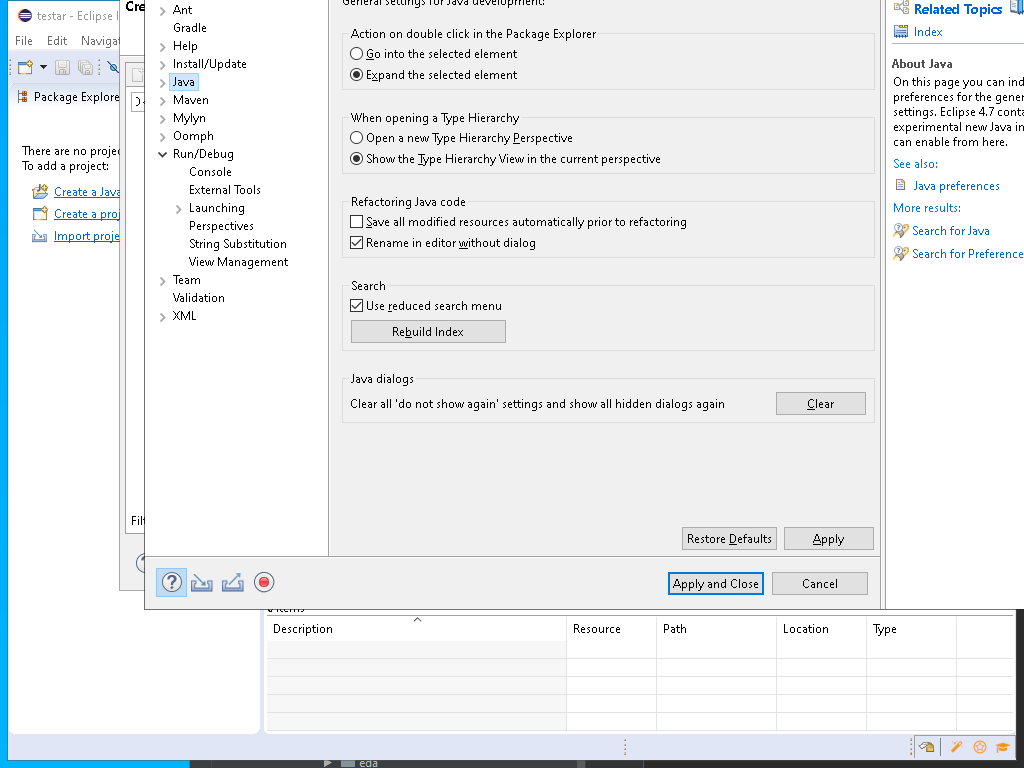 testar - Eclipse I
File Edit Navigat
Package Explore
There are no projec
To add a project:
Create a Java
Create a proj
Import proje
Cre
Filt
Ant
Gradle
Help
Install/Update
Java
Maven
Mylyn
Oomph
Run/Debug
Console
External Tools
Launching
Perspectives
String Substitution
View Management
Team
Validation
XML
General settings for Java development:
Action on double click in the Package Explorer
Go into the selected element
Expand the selected element
When opening a Type Hierarchy
Open a new Type Hierarchy Perspective
Show the Type Hierarchy View in the current perspective
Refactoring Java code
Save all modified resources automatically prior to refactoring
Rename in editor without dialog
Search
Use reduced search menu
Rebuild Index
Java dialogs
Clear all 'do not show again' settings and show all hidden dialogs again
Clear
Restore Defaults
Apply
Apply and Close
Cancel
Related Topics
Index
About Java
On this page you can ind
preferences for the gener
settings. Eclipse 4.7 conta
experimental new Java in
can enable from here.
See also:
Java preferences
More results:
Search for Java
Search for Preference
items
Description Resource Path Location Type
eda